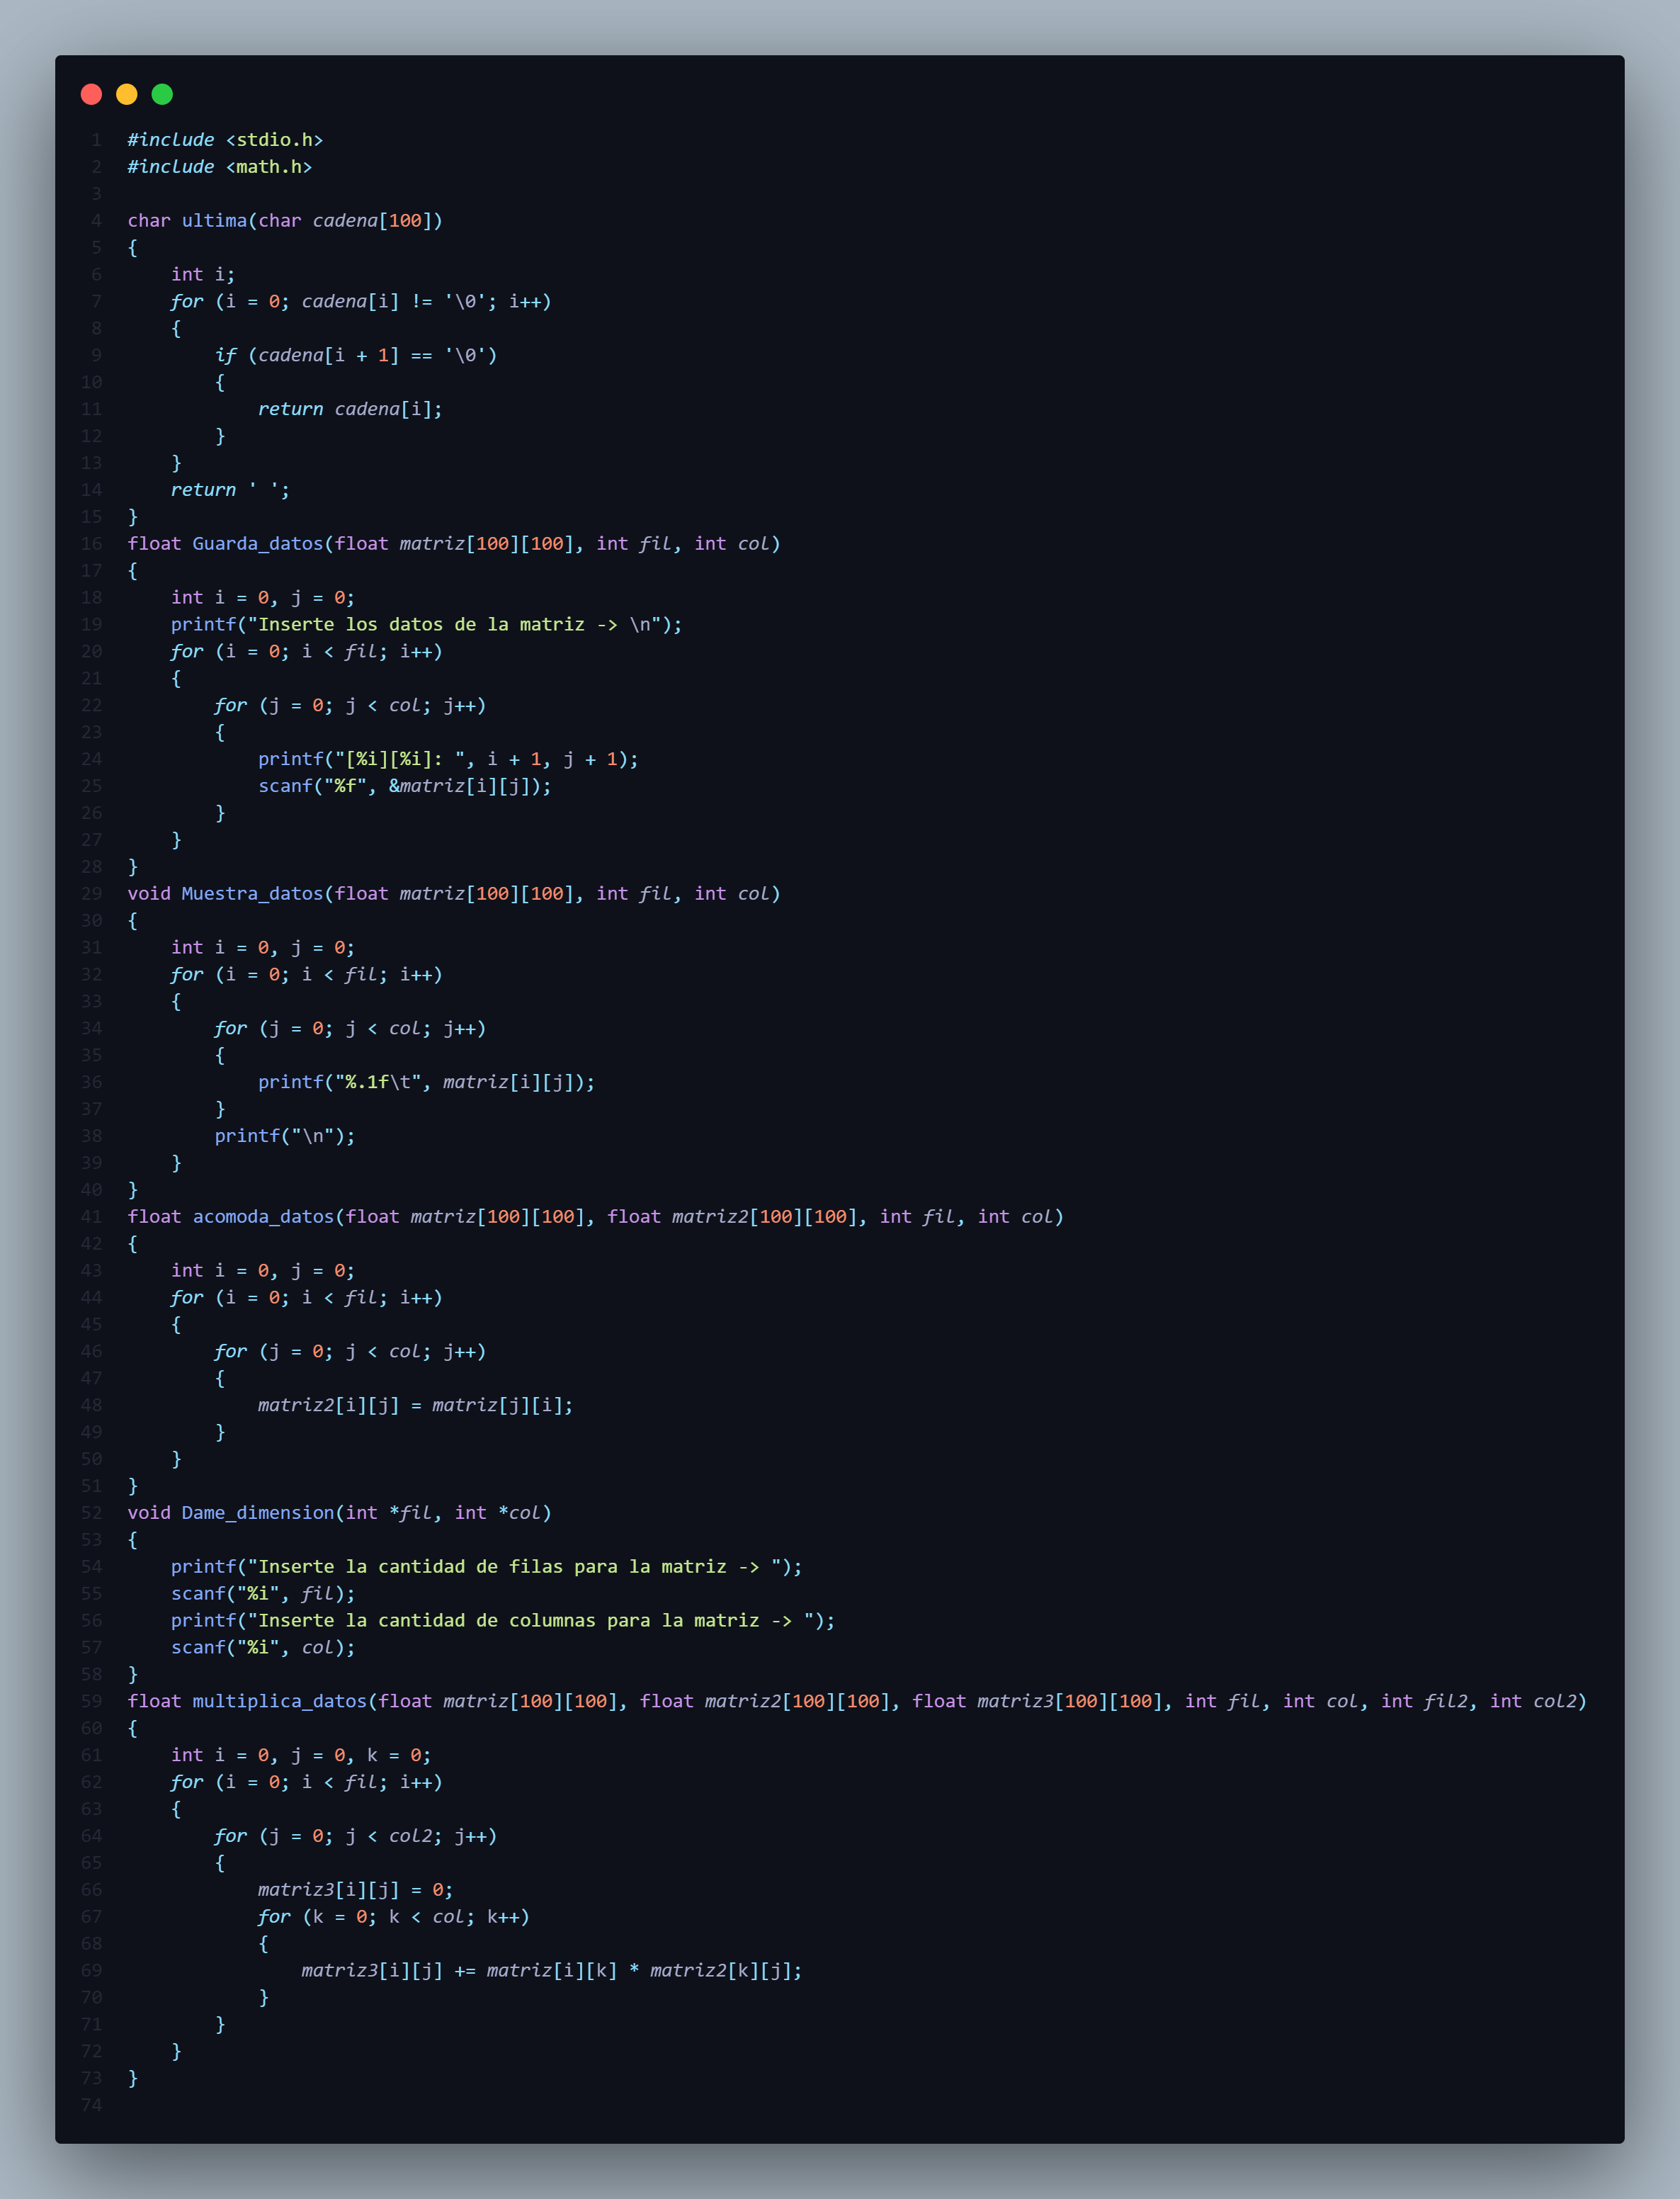 1 #include <stdio.h>
2 #include <math.h>
3
4 char ultima(char cadena[100])
5 {
6     int i;
7     for (i = 0; cadena[i] != '\0'; i++)
8     {
9         if (cadena[i + 1] == '\0')
10         {
11             return cadena[i];
12         }
13     }
14     return ' ';
15 }
16 float Guarda_datos(float matriz[100][100], int fil, int col)
17 {
18     int i = 0, j = 0;
19     printf("Inserte los datos de la matriz -> \n");
20     for (i = 0; i < fil; i++)
21     {
22         for (j = 0; j < col; j++)
23         {
24             printf("[%i][%i]: ", i + 1, j + 1);
25             scanf("%f", &matriz[i][j]);
26         }
27     }
28 }
29 void Muestra_datos(float matriz[100][100], int fil, int col)
30 {
31     int i = 0, j = 0;
32     for (i = 0; i < fil; i++)
33     {
34         for (j = 0; j < col; j++)
35         {
36             printf("%.1f\t", matriz[i][j]);
37         }
38         printf("\n");
39     }
40 }
41 float acomoda_datos(float matriz[100][100], float matriz2[100][100], int fil, int col)
42 {
43     int i = 0, j = 0;
44     for (i = 0; i < fil; i++)
45     {
46         for (j = 0; j < col; j++)
47         {
48             matriz2[i][j] = matriz[j][i];
49         }
50     }
51 }
52 void Dame_dimension(int *fil, int *col)
53 {
54     printf("Inserte la cantidad de filas para la matriz -> ");
55     scanf("%i", fil);
56     printf("Inserte la cantidad de columnas para la matriz -> ");
57     scanf("%i", col);
58 }
59 float multiplica_datos(float matriz[100][100], float matriz2[100][100], float matriz3[100][100], int fil, int col, int fil2, int col2)
60 {
61     int i = 0, j = 0, k = 0;
62     for (i = 0; i < fil; i++)
63     {
64         for (j = 0; j < col2; j++)
65         {
66             matriz3[i][j] = 0;
67             for (k = 0; k < col; k++)
68             {
69                 matriz3[i][j] += matriz[i][k] * matriz2[k][j];
70             }
71         }
72     }
73 }
74